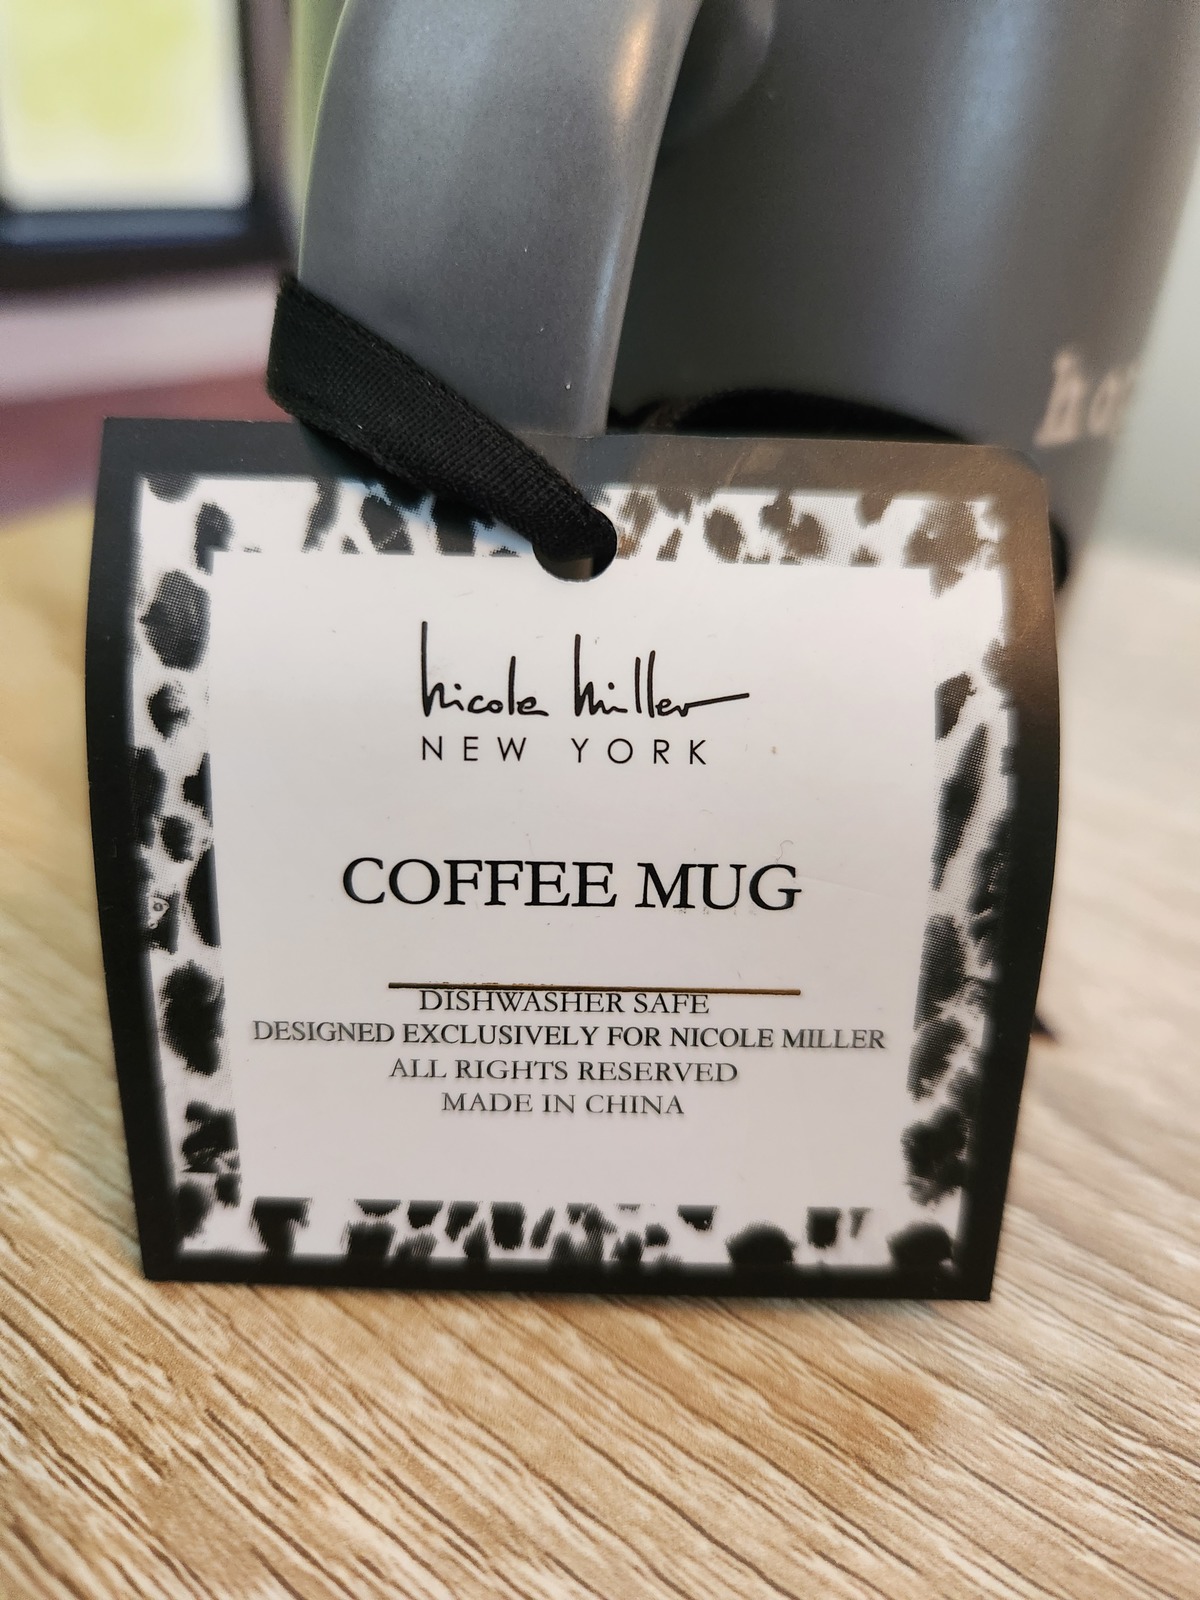 nicole miller
NEW YORK
COFFEE MUG
DISHWASHER SAFE
DESIGNED EXCLUSIVELY FOR NICOLE MILLER
ALL RIGHTS RESERVED
MADE IN CHINA